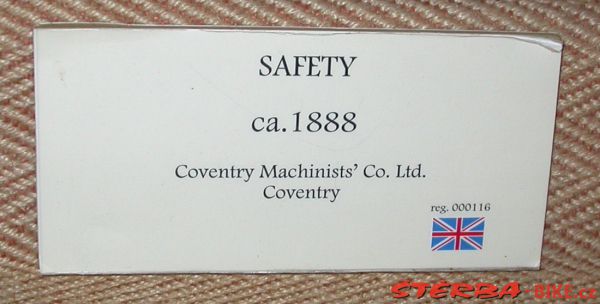 SAFETY
ca.1888
Coventry Machinists' Co. Ltd.
Coventry
reg. 000116
STERBA-BIKE.cz